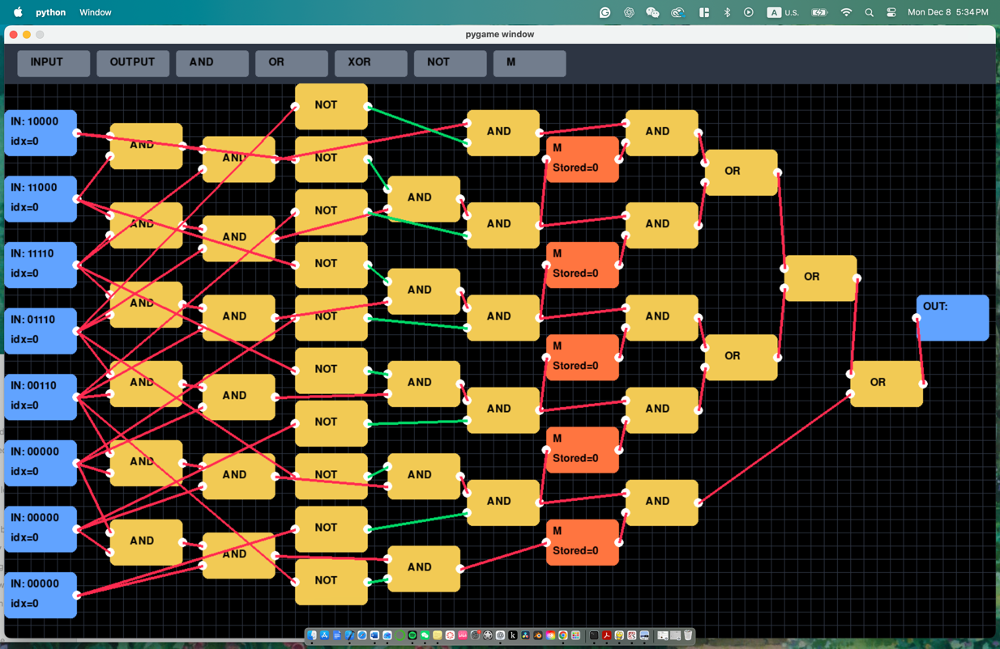 python Window
A U.S. Mon Dec 8 5:34 PM
pygame window
INPUT OUTPUT AND OR XOR NOT M
NOT
IN: 10000
idx=0
AND
AND
NOT
AND
M
Stored=0
AND
OR
IN: 11000
idx=0
AND
AND
NOT
AND
AND
AND
IN: 11110
idx=0
AND
NOT
AND
M
Stored=0
OR
IN: 01110
idx=0
AND
AND
NOT
AND
AND
OUT:
IN: 00110
idx=0
AND
AND
NOT
AND
M
Stored=0
OR
OR
IN: 00000
idx=0
AND
AND
NOT
NOT
AND
AND
AND
M
Stored=0
IN: 00000
idx=0
AND
AND
NOT
AND
AND
M
Stored=0
IN: 00000
idx=0
NOT
AND